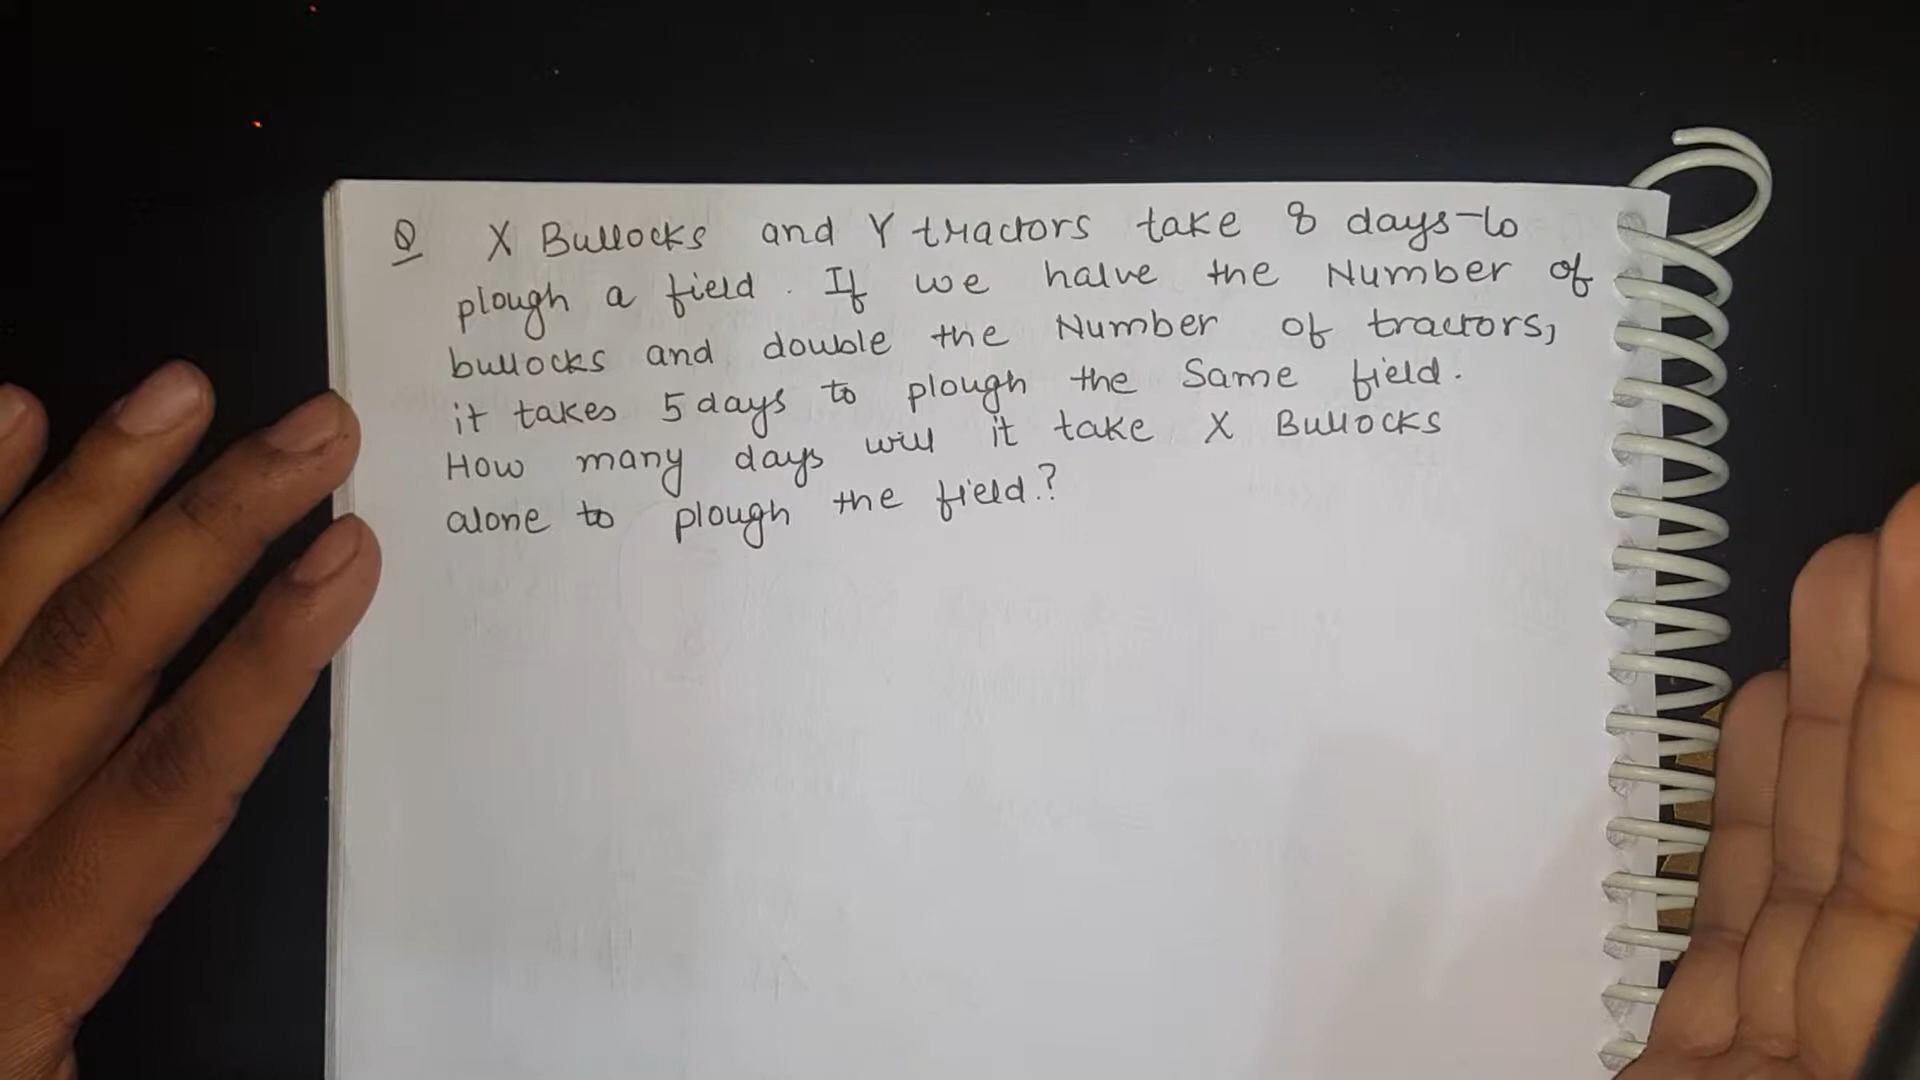 Q X Bullocks and Y tractors take 8 days to
plough a field. If we halve the Number of
bullocks and double the Number of tractors,
it takes 5 days to plough the Same field.
How many days will it take X Bullocks
alone to plough the field.?